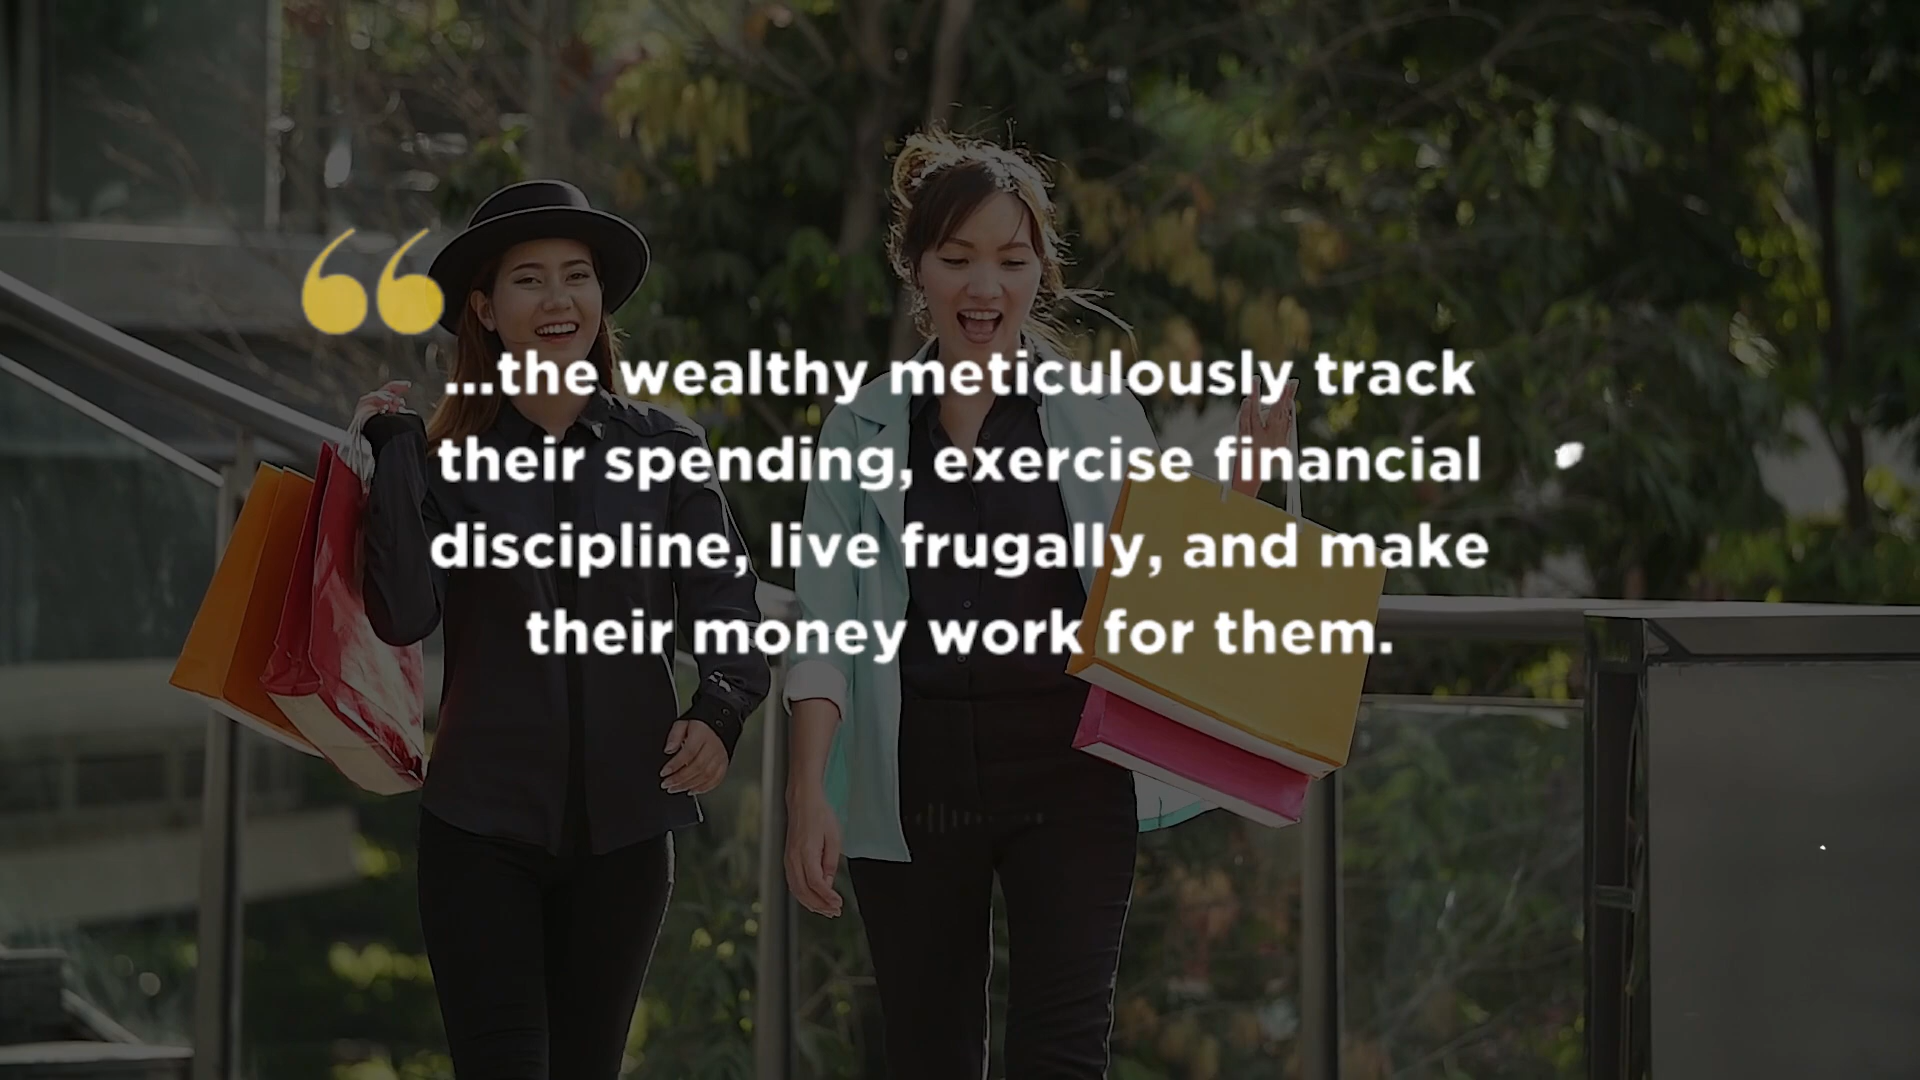 “
...the wealthy meticulously track
their spending, exercise financial
discipline, live frugally, and make
their money work for them.